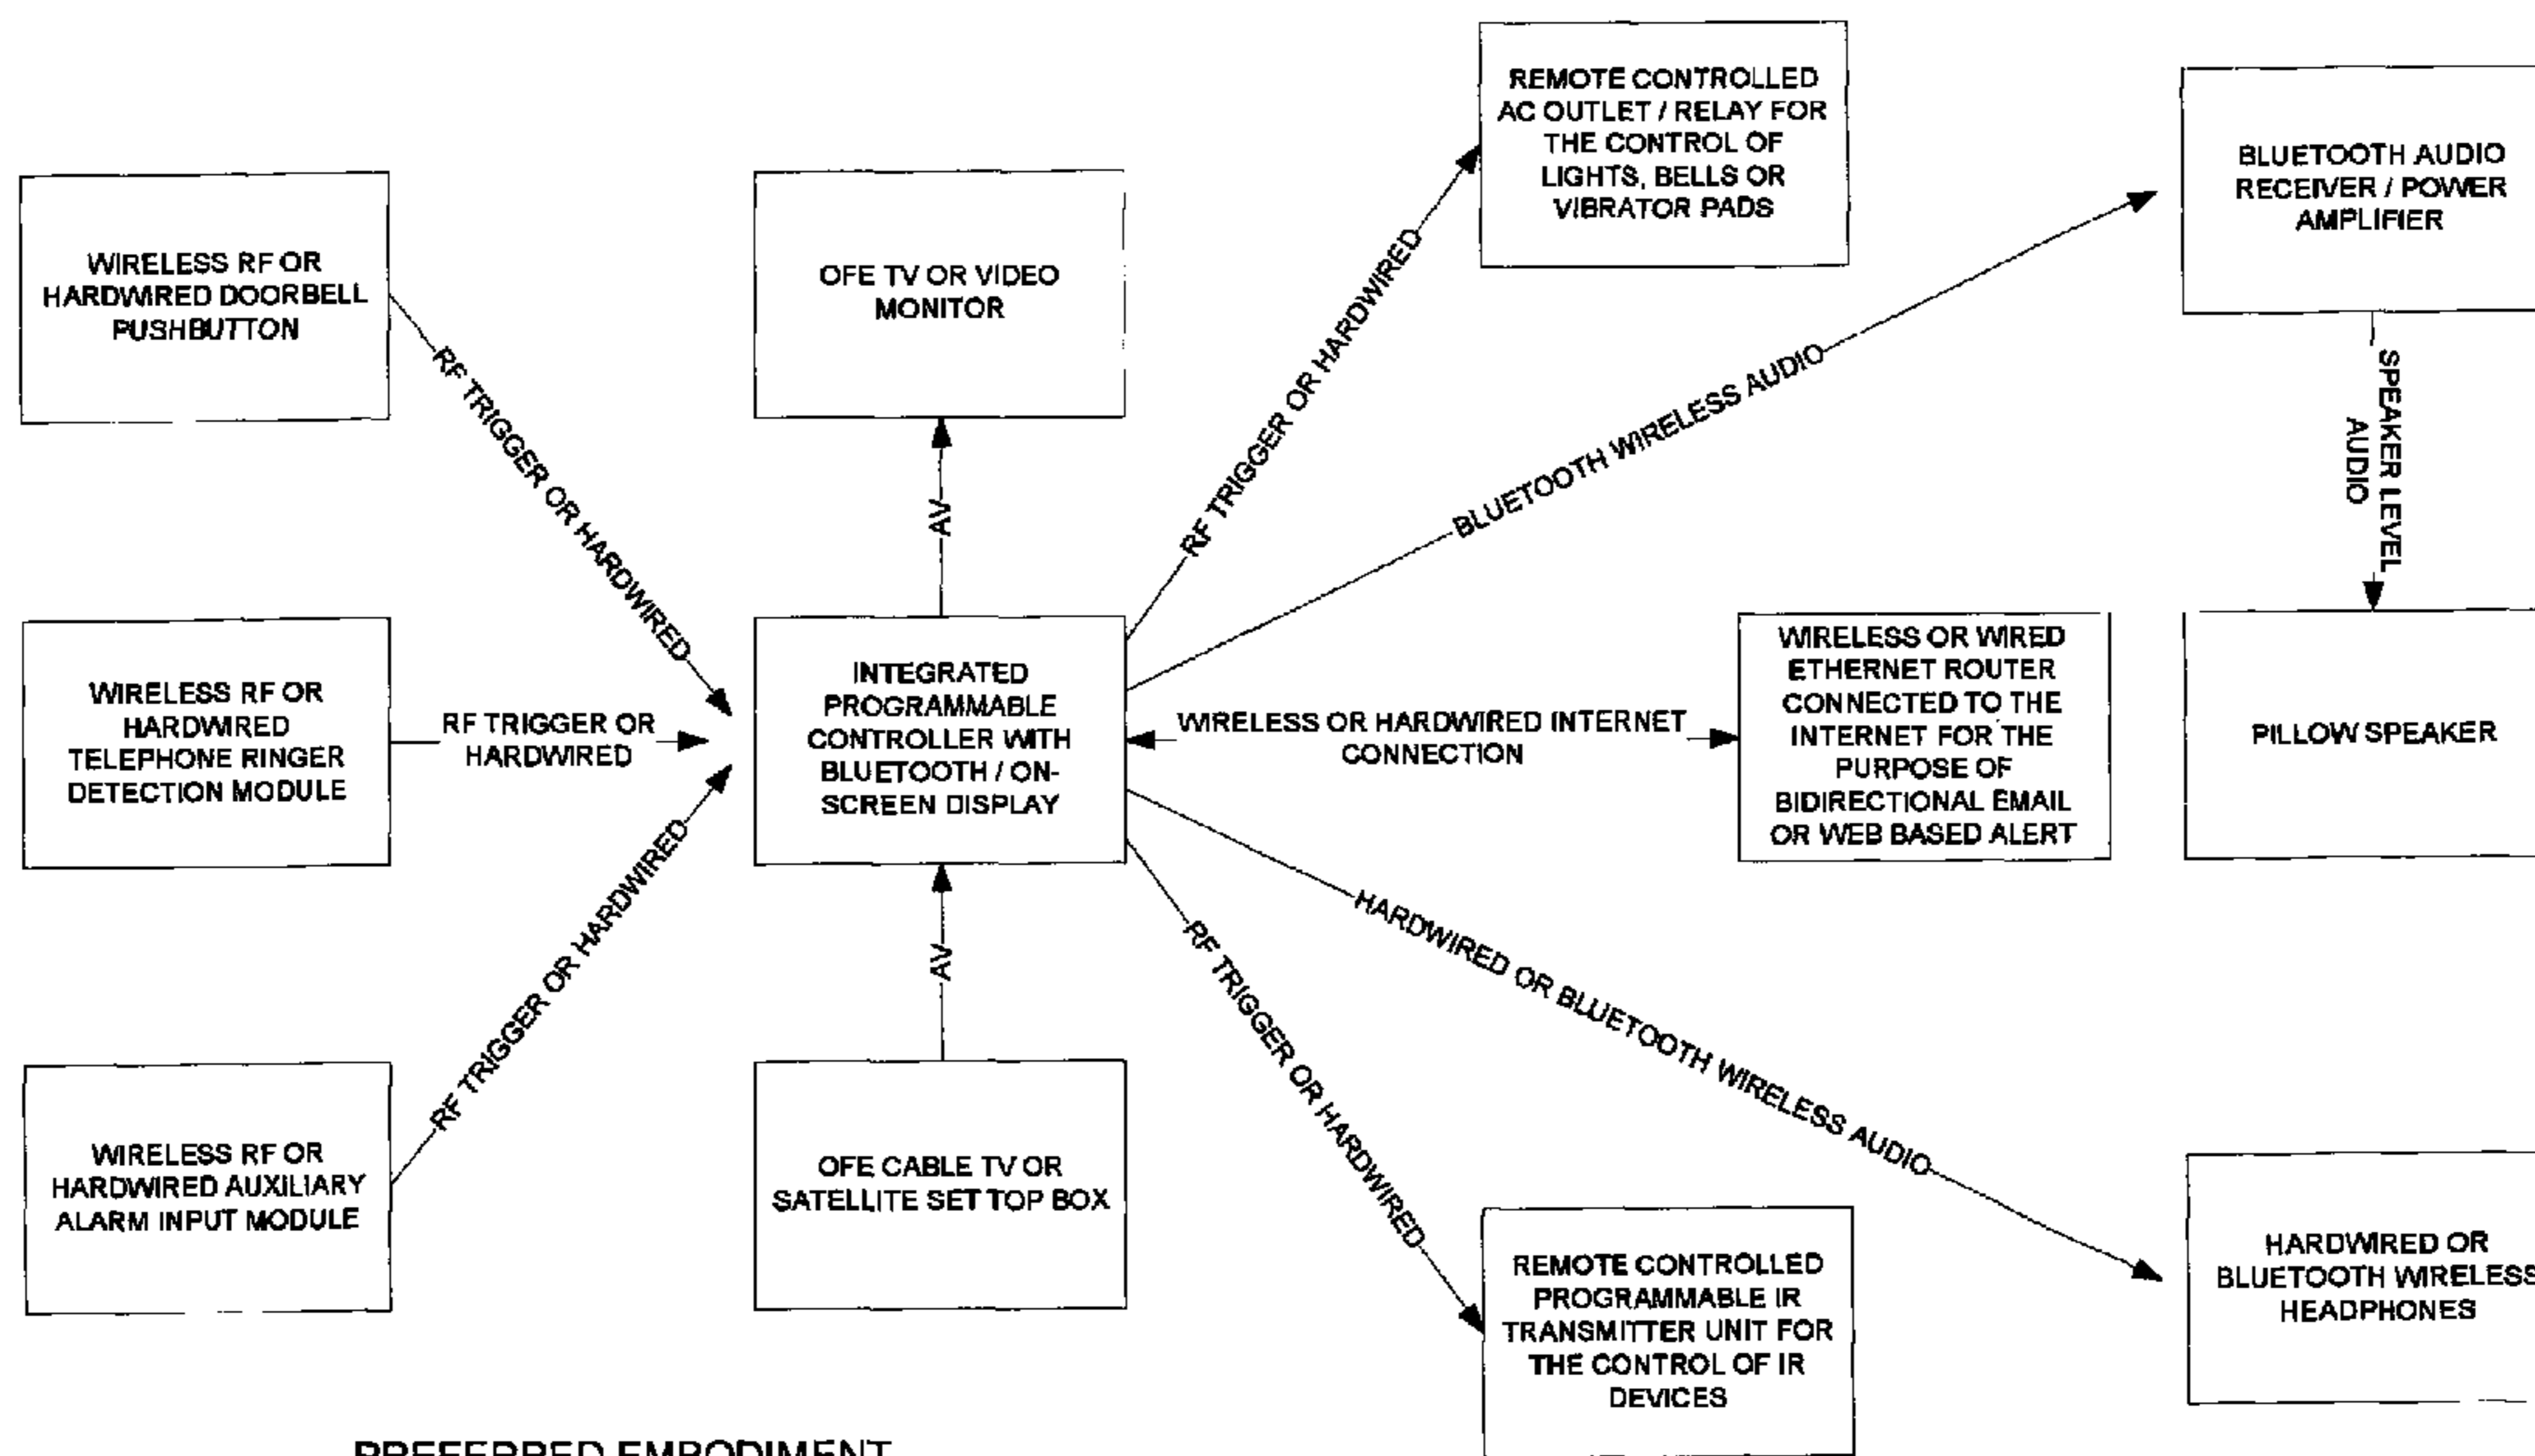 WIRELESS RF OR
HARDWIRED DOORBELL
PUSHBUTTON
RF TRIGGER OR HARDWIRED
WIRELESS RF OR
HARDWIRED
TELEPHONE RINGER
DETECTION MODULE
RF TRIGGER OR
HARDWIRED
WIRELESS RF OR
HARDWIRED AUXILIARY
ALARM INPUT MODULE
RF TRIGGER OR HARDWIRED
OFE TV OR VIDEO
MONITOR
AV
INTEGRATED
PROGRAMMABLE
CONTROLLER WITH
BLUETOOTH / ON-
SCREEN DISPLAY
AV
OFE CABLE TV OR
SATELLITE SET TOP BOX
RF TRIGGER OR HARDWIRED
REMOTE CONTROLLED
AC OUTLET / RELAY FOR
THE CONTROL OF
LIGHTS, BELLS OR
VIBRATOR PADS
BLUETOOTH WIRELESS AUDIO
BLUETOOTH AUDIO
RECEIVER / POWER
AMPLIFIER
SPEAKER LEVEL
AUDIO
PILLOW SPEAKER
WIRELESS OR HARDWIRED INTERNET
CONNECTION
WIRELESS OR WIRED
ETHERNET ROUTER
CONNECTED TO THE
INTERNET FOR THE
PURPOSE OF
BIDIRECTIONAL EMAIL
OR WEB BASED ALERT
HARDWIRED OR BLUETOOTH WIRELESS AUDIO
HARDWIRED OR
BLUETOOTH WIRELESS
HEADPHONES
RF TRIGGER OR HARDWIRED
REMOTE CONTROLLED
PROGRAMMABLE IR
TRANSMITTER UNIT FOR
THE CONTROL OF IR
DEVICES
PREFERRED EMBODIMENT